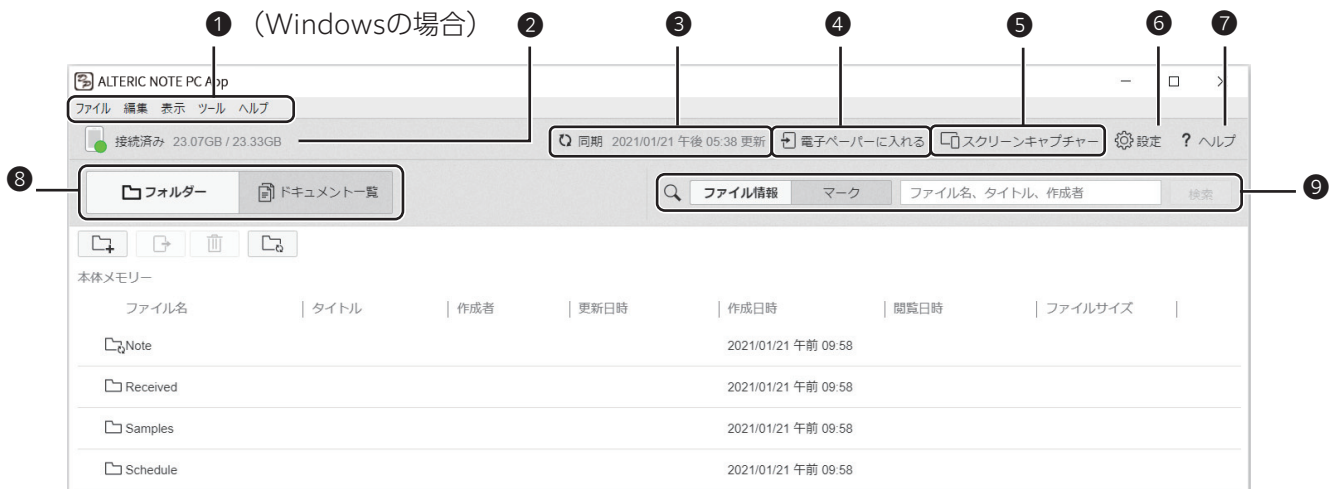 ❶（Windowsの場合） ❷ ❸ ❹ ❺ ❻ ❼
ALTERIC NOTE PC App
ファイル 編集 表示 ツール ヘルプ
接続済み 23.07GB / 23.33GB 同期 2021/01/21 午後 05:38 更新 電子ペーパーに入れる スクリーンキャプチャー 設定 ? ヘルプ
❽ フォルダー ドキュメント一覧 ファイル情報 マーク ファイル名、タイトル、作成者 検索 ❾
本体メモリー
ファイル名 タイトル 作成者 更新日時 作成日時 閲覧日時 ファイルサイズ
Note 2021/01/21 午前 09:58
Received 2021/01/21 午前 09:58
Samples 2021/01/21 午前 09:58
Schedule 2021/01/21 午前 09:58